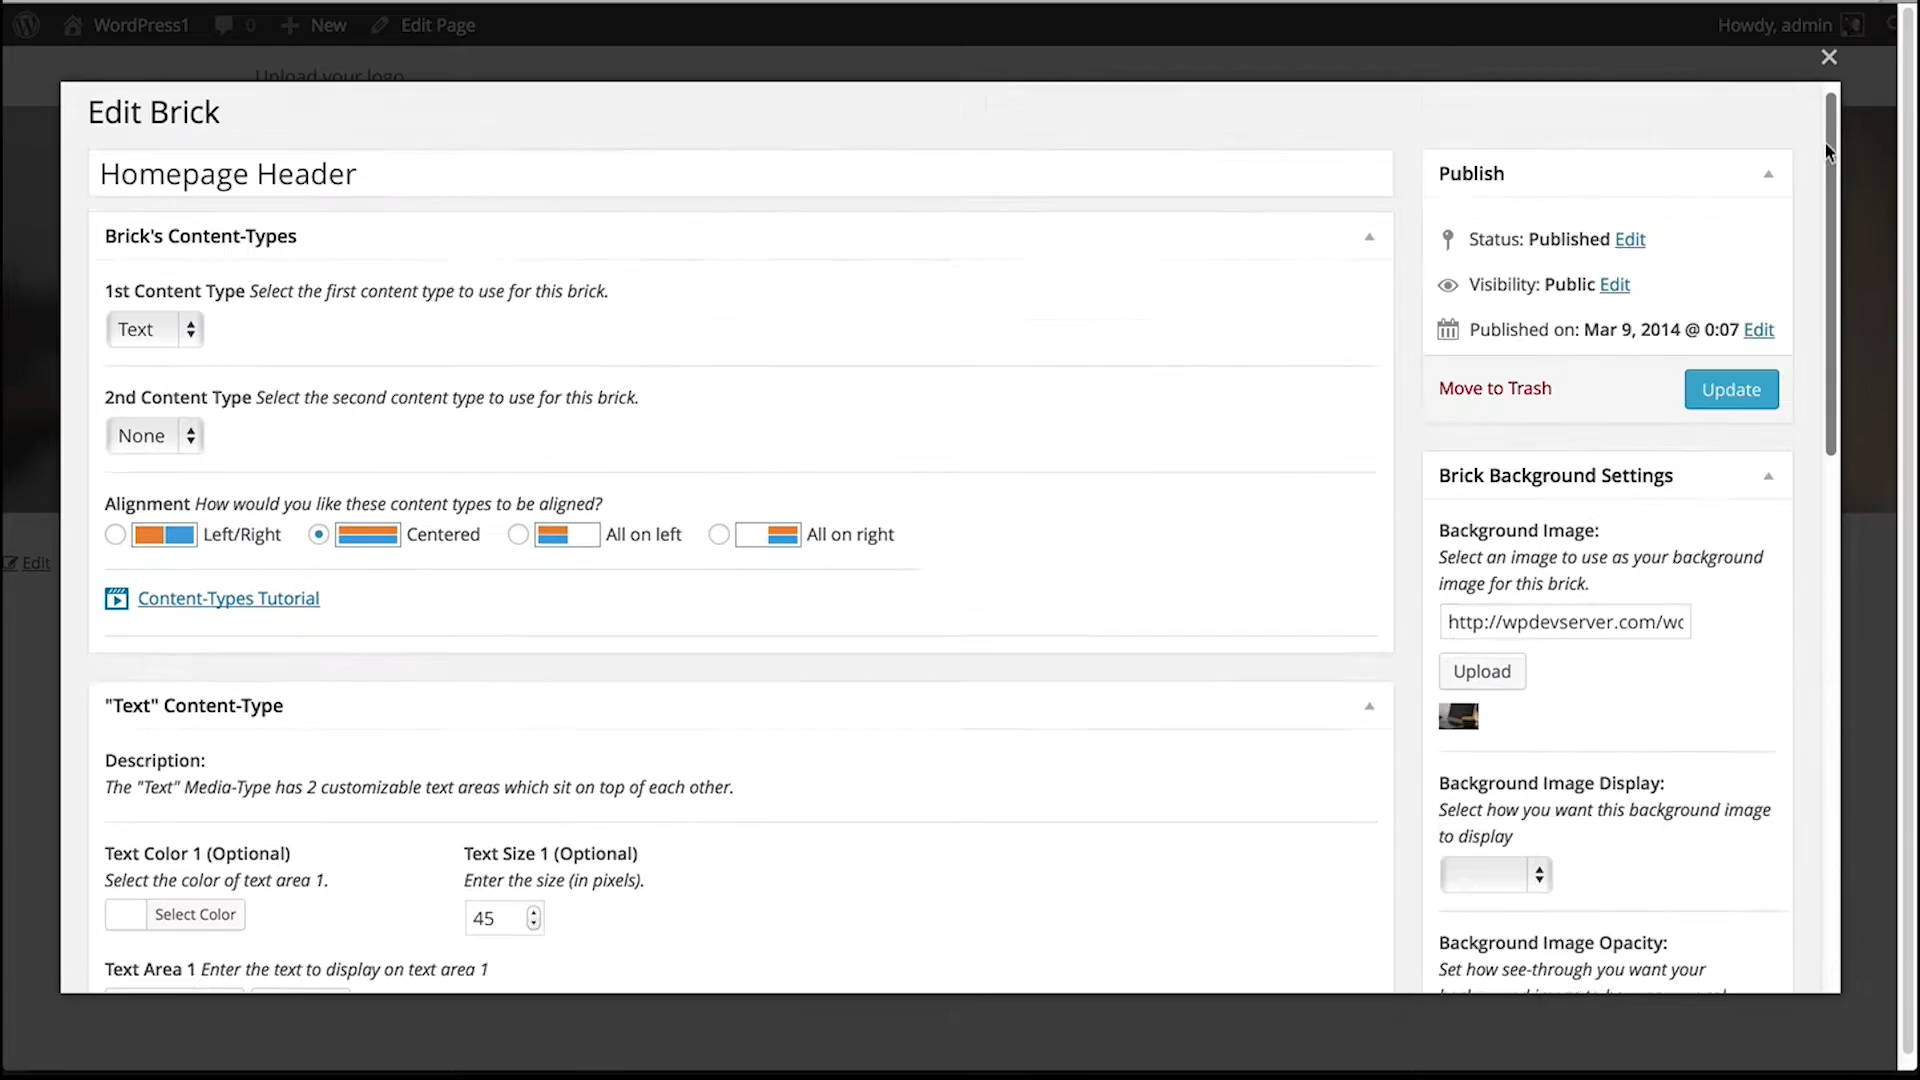 WordPress1 0 New Edit Page Howdy, admin
Upload your logo
Edit Brick
Homepage Header
Brick's Content-Types
1st Content Type Select the first content type to use for this brick.
Text
2nd Content Type Select the second content type to use for this brick.
None
Alignment How would you like these content types to be aligned?
Left/Right Centered All on left All on right
Edit
Content-Types Tutorial
"Text" Content-Type
Description:
The "Text" Media-Type has 2 customizable text areas which sit on top of each other.
Text Color 1 (Optional)
Select the color of text area 1.
Select Color
Text Size 1 (Optional)
Enter the size (in pixels).
45
Text Area 1 Enter the text to display on text area 1
Publish
Status: Published Edit
Visibility: Public Edit
Published on: Mar 9, 2014 @ 0:07 Edit
Move to Trash Update
Brick Background Settings
Background Image:
Select an image to use as your background
image for this brick.
http://wpdevserver.com/wo
Upload
Background Image Display:
Select how you want this background image
to display
Background Image Opacity:
Set how see-through you want your